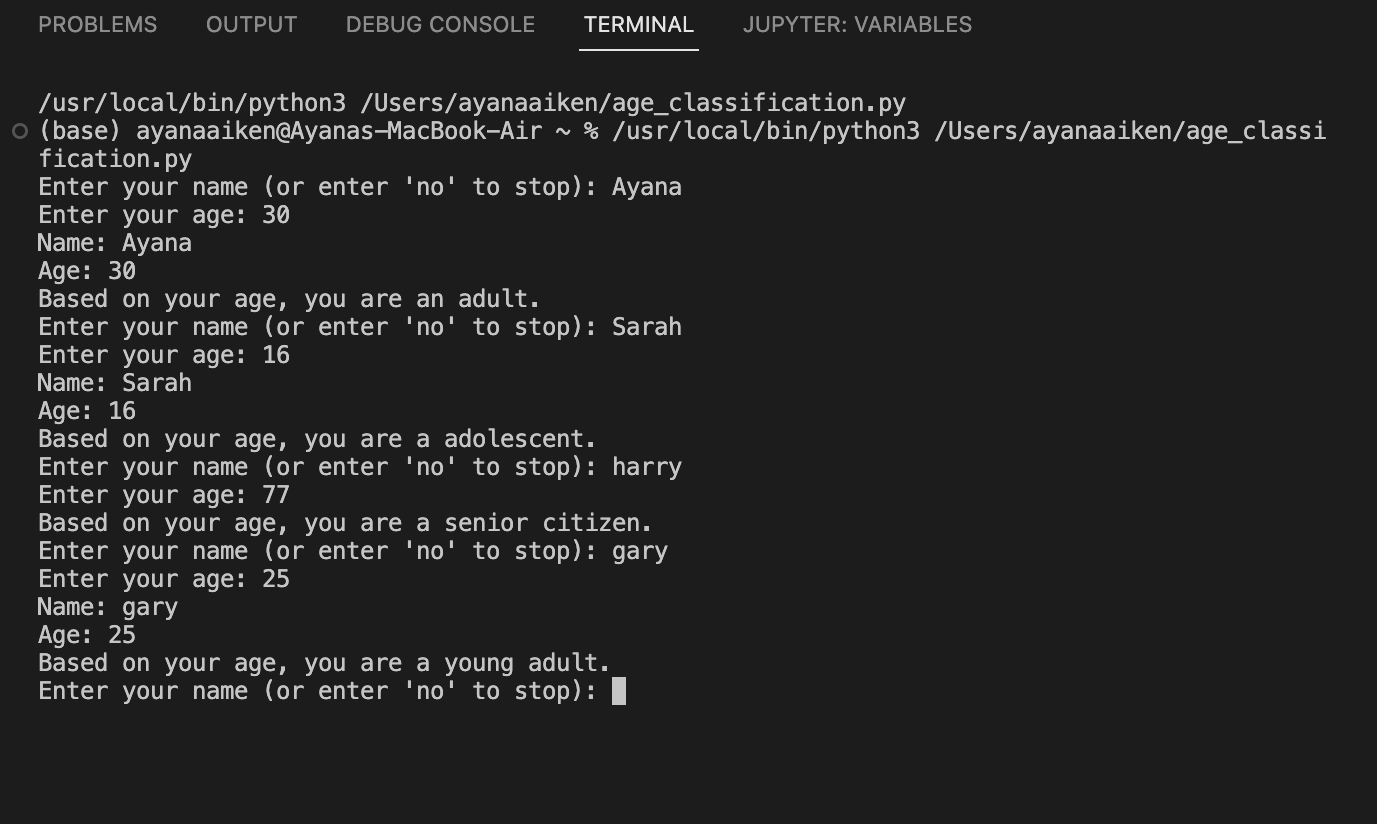 PROBLEMS OUTPUT DEBUG CONSOLE TERMINAL JUPYTER: VARIABLES
/usr/local/bin/python3 /Users/ayanaaiken/age_classification.py
(base) ayanaaiken@Ayanas-MacBook-Air ~ % /usr/local/bin/python3 /Users/ayanaaiken/age_classi
fication.py
Enter your name (or enter 'no' to stop): Ayana
Enter your age: 30
Name: Ayana
Age: 30
Based on your age, you are an adult.
Enter your name (or enter 'no' to stop): Sarah
Enter your age: 16
Name: Sarah
Age: 16
Based on your age, you are a adolescent.
Enter your name (or enter 'no' to stop): harry
Enter your age: 77
Based on your age, you are a senior citizen.
Enter your name (or enter 'no' to stop): gary
Enter your age: 25
Name: gary
Age: 25
Based on your age, you are a young adult.
Enter your name (or enter 'no' to stop):